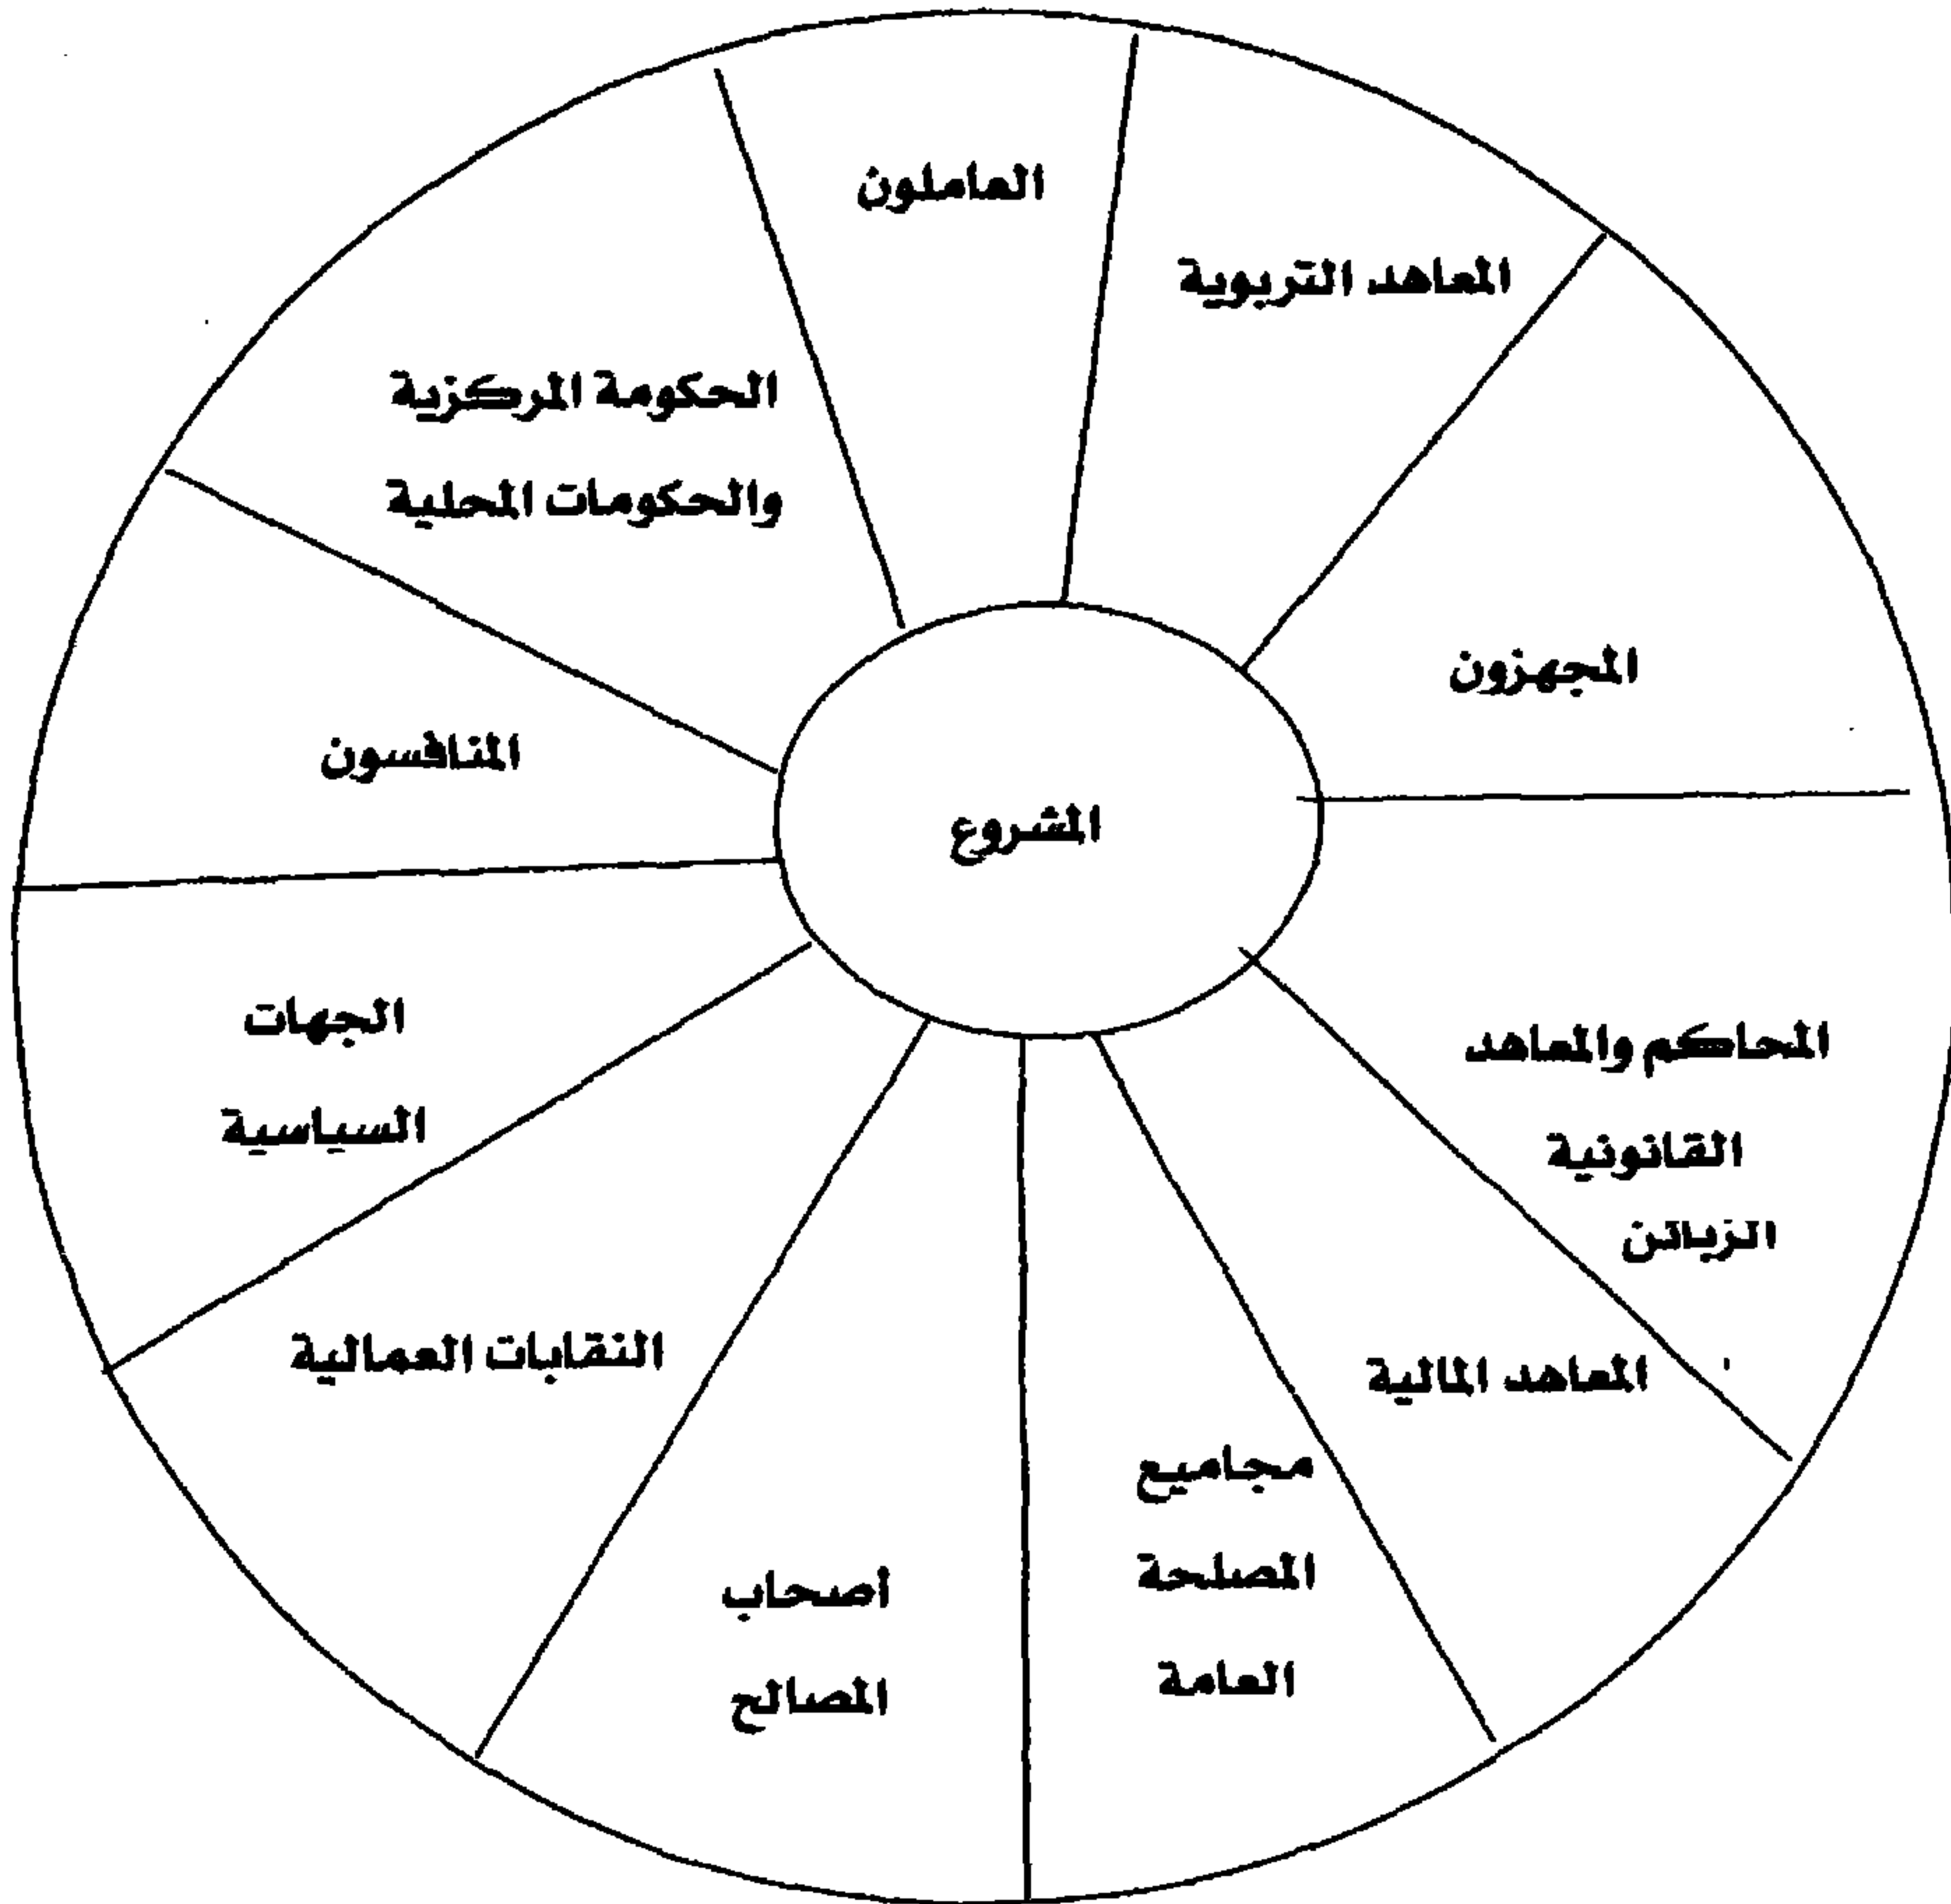 العاملون
المعاهد التربوية
المجهزون
المحاكم والمعاهد
القانونية
الزبائن
المعاهد المالية
مجاميع
المصلحة
العامة
اصحاب
المصالح
النقابات العمالية
الجهات
السياسية
المنافسون
الحكومة المركزية
والحكومات المحلية
المشروع